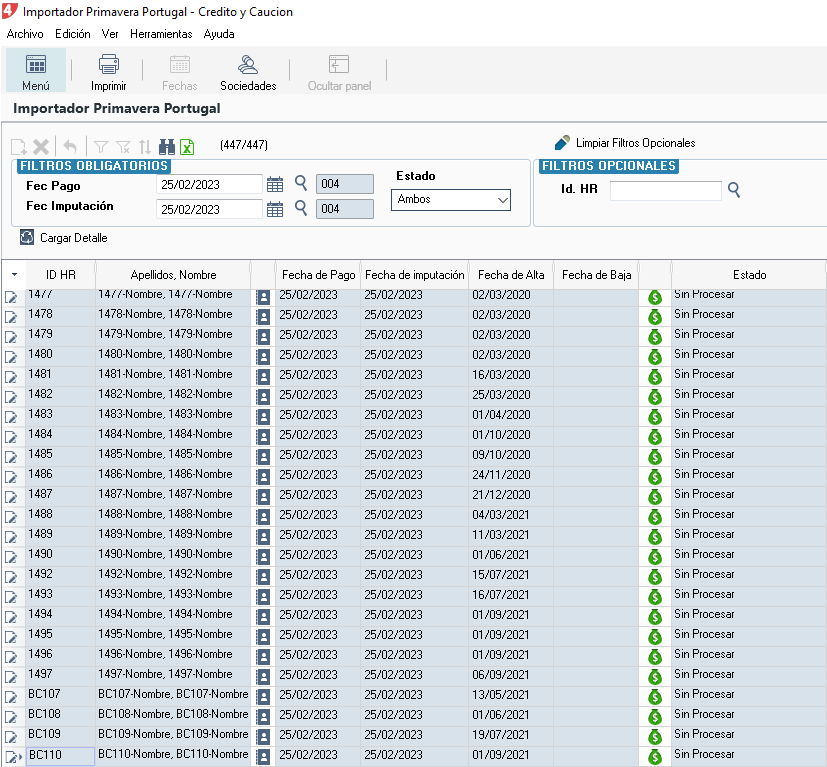 Importador Primavera Portugal - Credito y Caucion
Archivo Edición Ver Herramientas Ayuda
Menú Imprimir Fechas Sociedades Ocultar panel
Importador Primavera Portugal
(447/447) Limpiar Filtros Opcionales
FILTROS OBLIGATORIOS FILTROS OPCIONALES
Fec Pago 25/02/2023 004 Estado Id. HR
Fec Imputación 25/02/2023 004 Ambos
Cargar Detalle
ID HR Apellidos, Nombre Fecha de Pago Fecha de imputación Fecha de Alta Fecha de Baja Estado
1477 1477-Nombre, 1477-Nombre 25/02/2023 25/02/2023 02/03/2020 Sin Procesar
1478 1478-Nombre, 1478-Nombre 25/02/2023 25/02/2023 02/03/2020 Sin Procesar
1479 1479-Nombre, 1479-Nombre 25/02/2023 25/02/2023 02/03/2020 Sin Procesar
1480 1480-Nombre, 1480-Nombre 25/02/2023 25/02/2023 02/03/2020 Sin Procesar
1481 1481-Nombre, 1481-Nombre 25/02/2023 25/02/2023 16/03/2020 Sin Procesar
1482 1482-Nombre, 1482-Nombre 25/02/2023 25/02/2023 25/03/2020 Sin Procesar
1483 1483-Nombre, 1483-Nombre 25/02/2023 25/02/2023 01/04/2020 Sin Procesar
1484 1484-Nombre, 1484-Nombre 25/02/2023 25/02/2023 01/10/2020 Sin Procesar
1485 1485-Nombre, 1485-Nombre 25/02/2023 25/02/2023 09/10/2020 Sin Procesar
1486 1486-Nombre, 1486-Nombre 25/02/2023 25/02/2023 24/11/2020 Sin Procesar
1487 1487-Nombre, 1487-Nombre 25/02/2023 25/02/2023 21/12/2020 Sin Procesar
1488 1488-Nombre, 1488-Nombre 25/02/2023 25/02/2023 04/03/2021 Sin Procesar
1489 1489-Nombre, 1489-Nombre 25/02/2023 25/02/2023 11/03/2021 Sin Procesar
1490 1490-Nombre, 1490-Nombre 25/02/2023 25/02/2023 01/06/2021 Sin Procesar
1492 1492-Nombre, 1492-Nombre 25/02/2023 25/02/2023 15/07/2021 Sin Procesar
1493 1493-Nombre, 1493-Nombre 25/02/2023 25/02/2023 16/07/2021 Sin Procesar
1494 1494-Nombre, 1494-Nombre 25/02/2023 25/02/2023 01/09/2021 Sin Procesar
1495 1495-Nombre, 1495-Nombre 25/02/2023 25/02/2023 01/09/2021 Sin Procesar
1496 1496-Nombre, 1496-Nombre 25/02/2023 25/02/2023 01/09/2021 Sin Procesar
1497 1497-Nombre, 1497-Nombre 25/02/2023 25/02/2023 06/09/2021 Sin Procesar
BC107 BC107-Nombre, BC107-Nombre 25/02/2023 25/02/2023 13/05/2021 Sin Procesar
BC108 BC108-Nombre, BC108-Nombre 25/02/2023 25/02/2023 01/06/2021 Sin Procesar
BC109 BC109-Nombre, BC109-Nombre 25/02/2023 25/02/2023 19/07/2021 Sin Procesar
BC110 BC110-Nombre, BC110-Nombre 25/02/2023 25/02/2023 01/09/2021 Sin Procesar